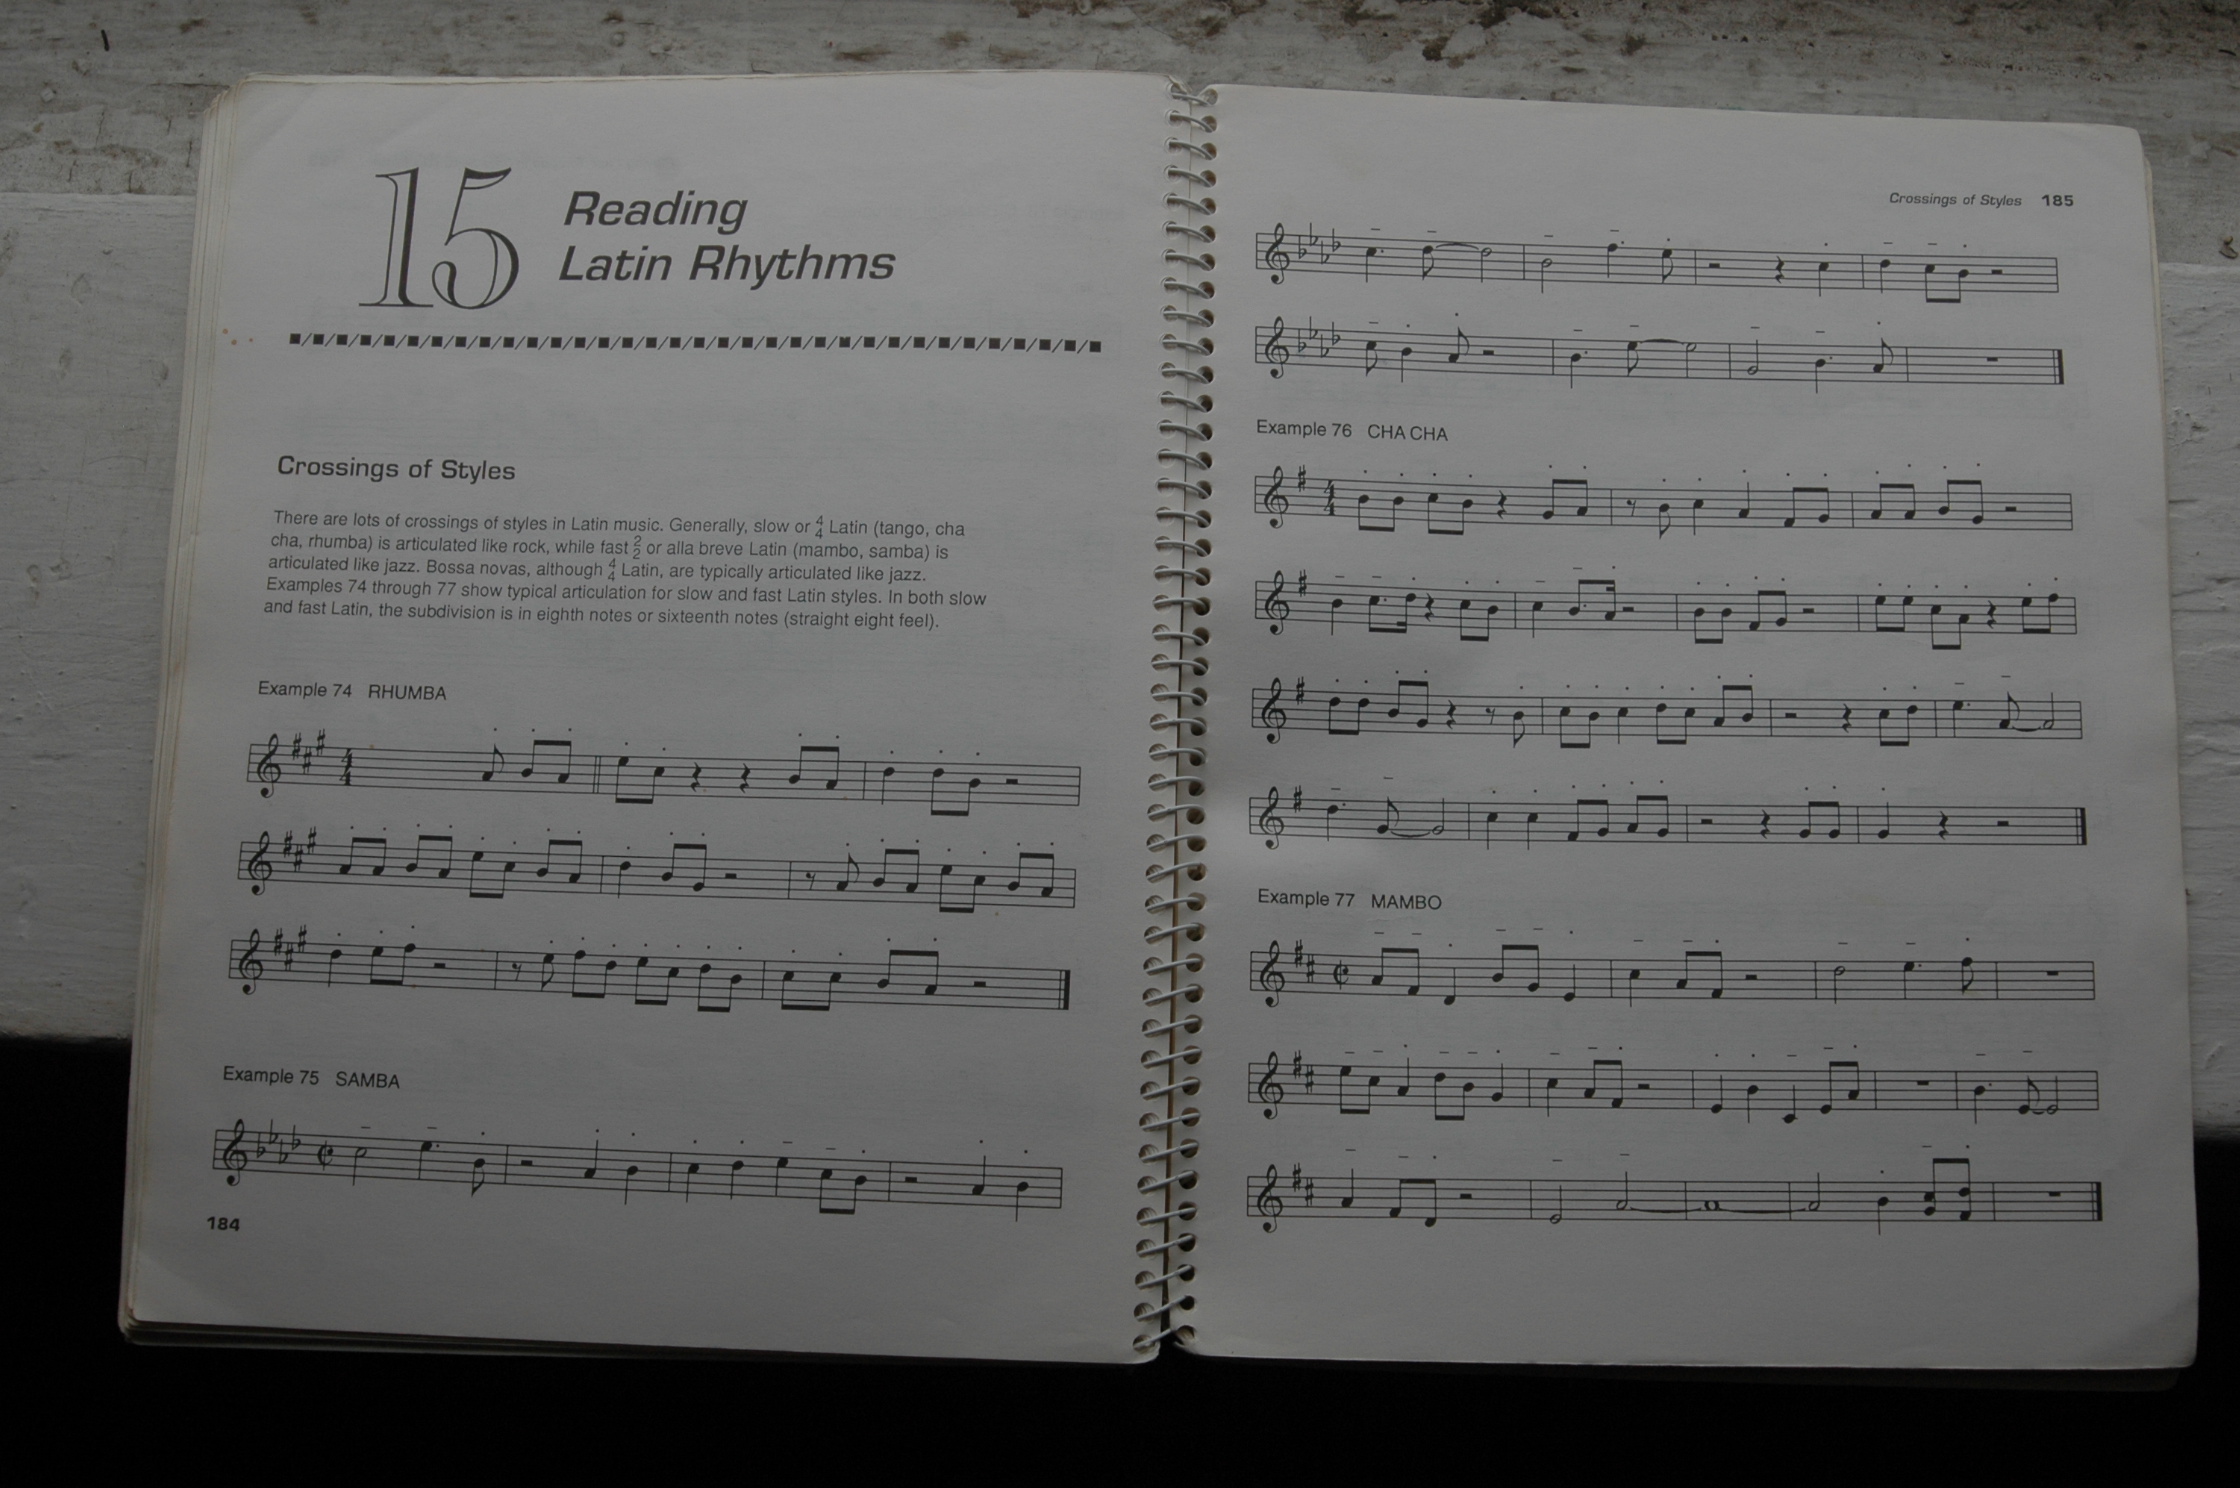 15
Reading
Latin Rhythms
Crossings of Styles
There are lots of crossings of styles in Latin music. Generally, slow or 4/4 Latin (tango, cha
cha, rhumba) is articulated like rock, while fast 2/2 or alla breve Latin (mambo, samba) is
articulated like jazz. Bossa novas, although 4/4 Latin, are typically articulated like jazz.
Examples 74 through 77 show typical articulation for slow and fast Latin styles. In both slow
and fast Latin, the subdivision is in eighth notes or sixteenth notes (straight eight feel).
Example 74 RHUMBA
4/4
Example 75 SAMBA
184
Crossings of Styles 185
Example 76 CHA CHA
4/4
Example 77 MAMBO